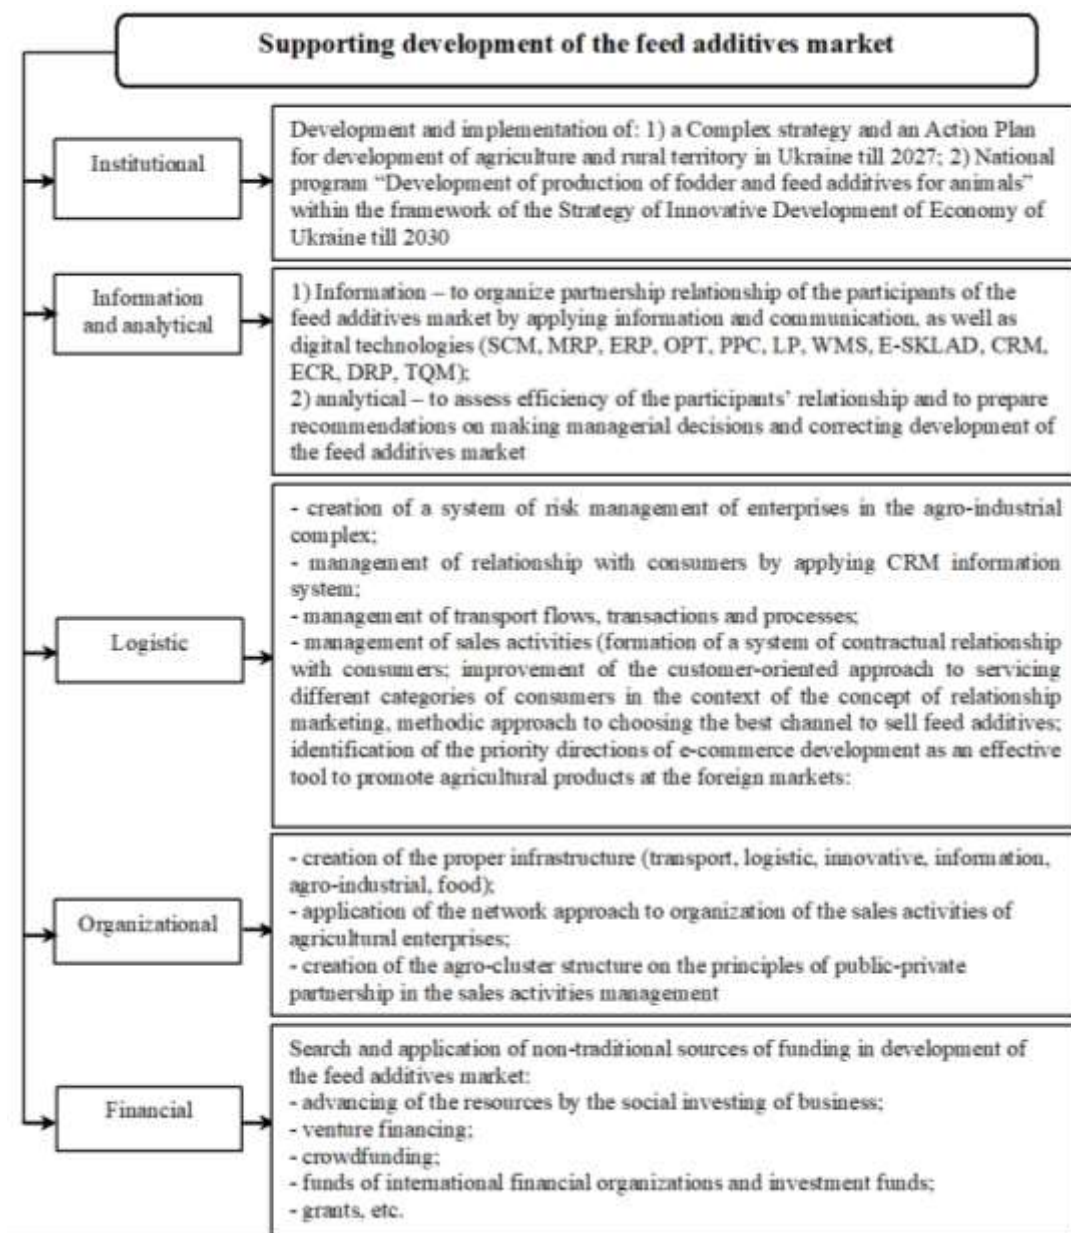 Supporting development of the feed additives market
Institutional
Development and implementation of: 1) a Complex strategy and an Action Plan
for development of agriculture and rural territory in Ukraine till 2027; 2) National
program “Development of production of fodder and feed additives for animals”
within the framework of the Strategy of Innovative Development of Economy of
Ukraine till 2030
Information
and analytical
1) Information – to organize partnership relationship of the participants of the
feed additives market by applying information and communication, as well as
digital technologies (SCM, MRP, ERP, OPT, PPC, LP, WMS, E-SKLAD, CRM,
ECR, DRP, TQM);
2) analytical – to assess efficiency of the participants’ relationship and to prepare
recommendations on making managerial decisions and correcting development of
the feed additives market
Logistic
- creation of a system of risk management of enterprises in the agro-industrial
complex;
- management of relationship with consumers by applying CRM information
system;
- management of transport flows, transactions and processes;
- management of sales activities (formation of a system of contractual relationship
with consumers; improvement of the customer-oriented approach to servicing
different categories of consumers in the context of the concept of relationship
marketing, methodic approach to choosing the best channel to sell feed additives;
identification of the priority directions of e-commerce development as an effective
tool to promote agricultural products at the foreign markets:
Organizational
- creation of the proper infrastructure (transport, logistic, innovative, information,
agro-industrial, food);
- application of the network approach to organization of the sales activities of
agricultural enterprises;
- creation of the agro-cluster structure on the principles of public-private
partnership in the sales activities management
Financial
Search and application of non-traditional sources of funding in development of
the feed additives market:
- advancing of the resources by the social investing of business;
- venture financing;
- crowdfunding;
- funds of international financial organizations and investment funds;
- grants, etc.